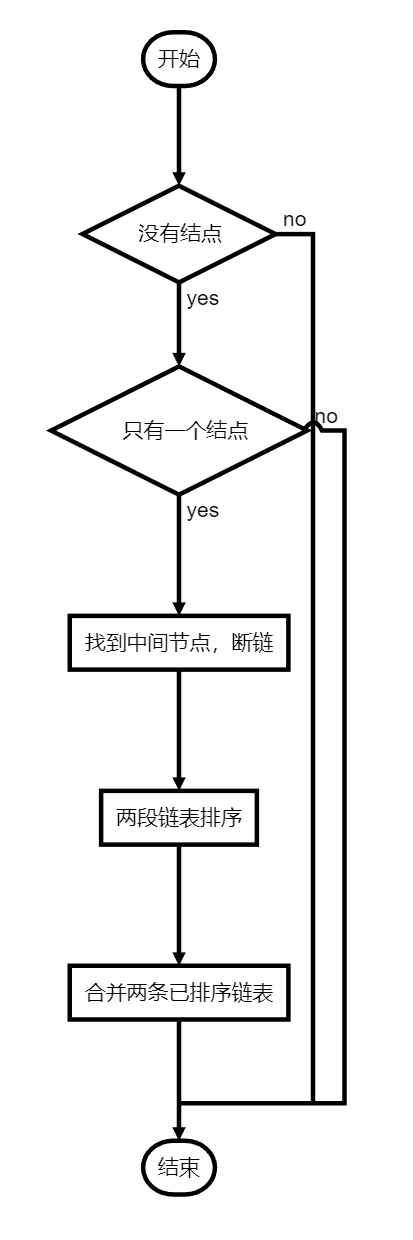 开始
没有结点
no
yes
只有一个结点
no
yes
找到中间节点，断链
两段链表排序
合并两条已排序链表
结束